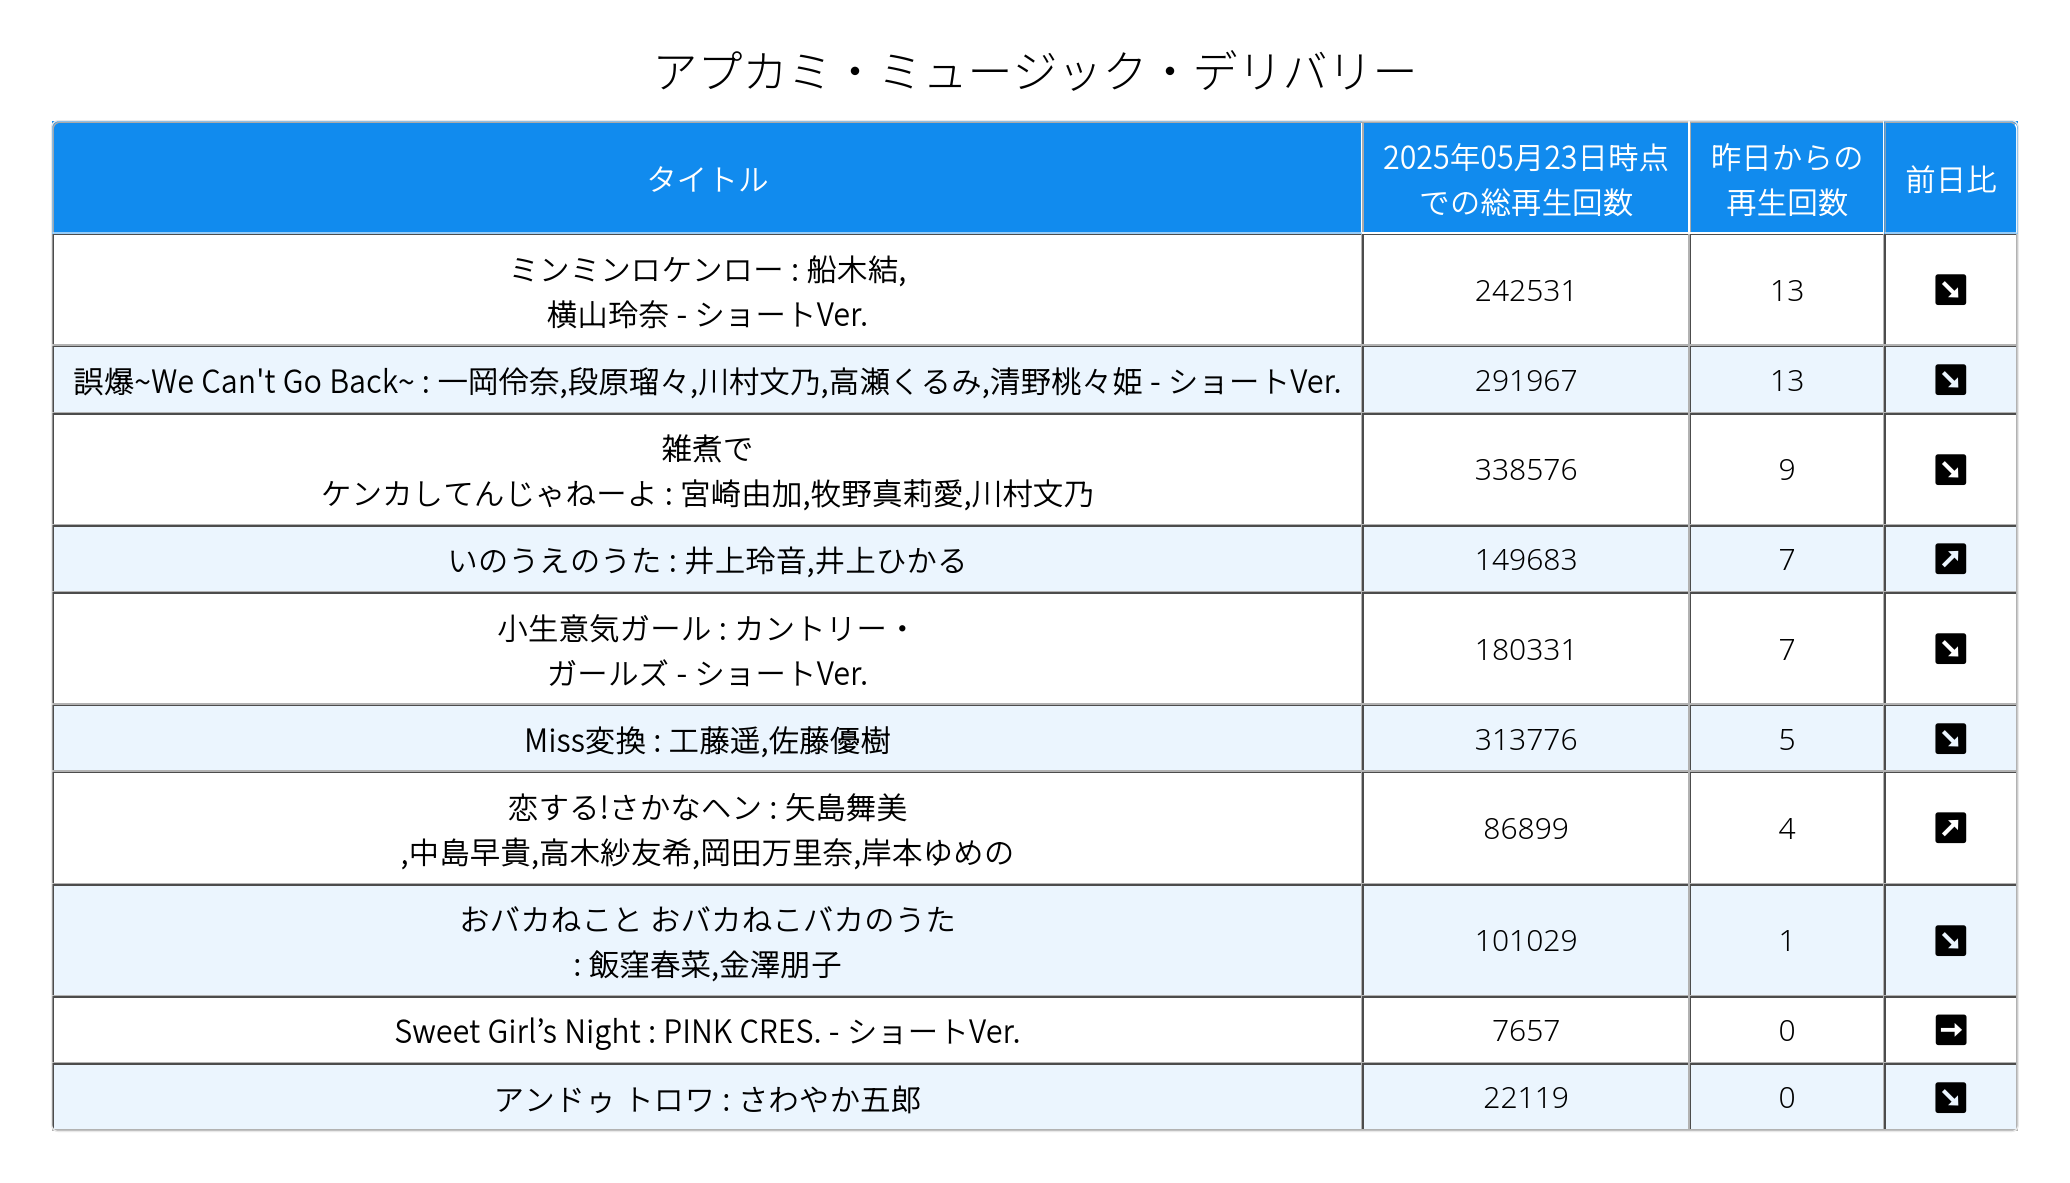 アプカミ・ミュージック・デリバリー
タイトル
2025年05月23日時点
での総再生回数
昨日からの
再生回数
前日比
ミンミンロケンロー : 船木結,
横山玲奈 - ショートVer.
242531
13
誤爆~We Can't Go Back~ : 一岡伶奈,段原瑠々,川村文乃,高瀬くるみ,清野桃々姫 - ショートVer.
291967
13
雑煮で
ケンカしてんじゃねーよ : 宮崎由加,牧野真莉愛,川村文乃
338576
9
いのうえのうた : 井上玲音,井上ひかる
149683
7
小生意気ガール : カントリー・
ガールズ - ショートVer.
180331
7
Miss変換 : 工藤遥,佐藤優樹
313776
5
恋する!さかなヘン : 矢島舞美
,中島早貴,高木紗友希,岡田万里奈,岸本ゆめの
86899
4
おバカねこと おバカねこバカのうた
: 飯窪春菜,金澤朋子
101029
1
Sweet Girl’s Night : PINK CRES. - ショートVer.
7657
0
アンドゥ トロワ : さわやか五郎
22119
0